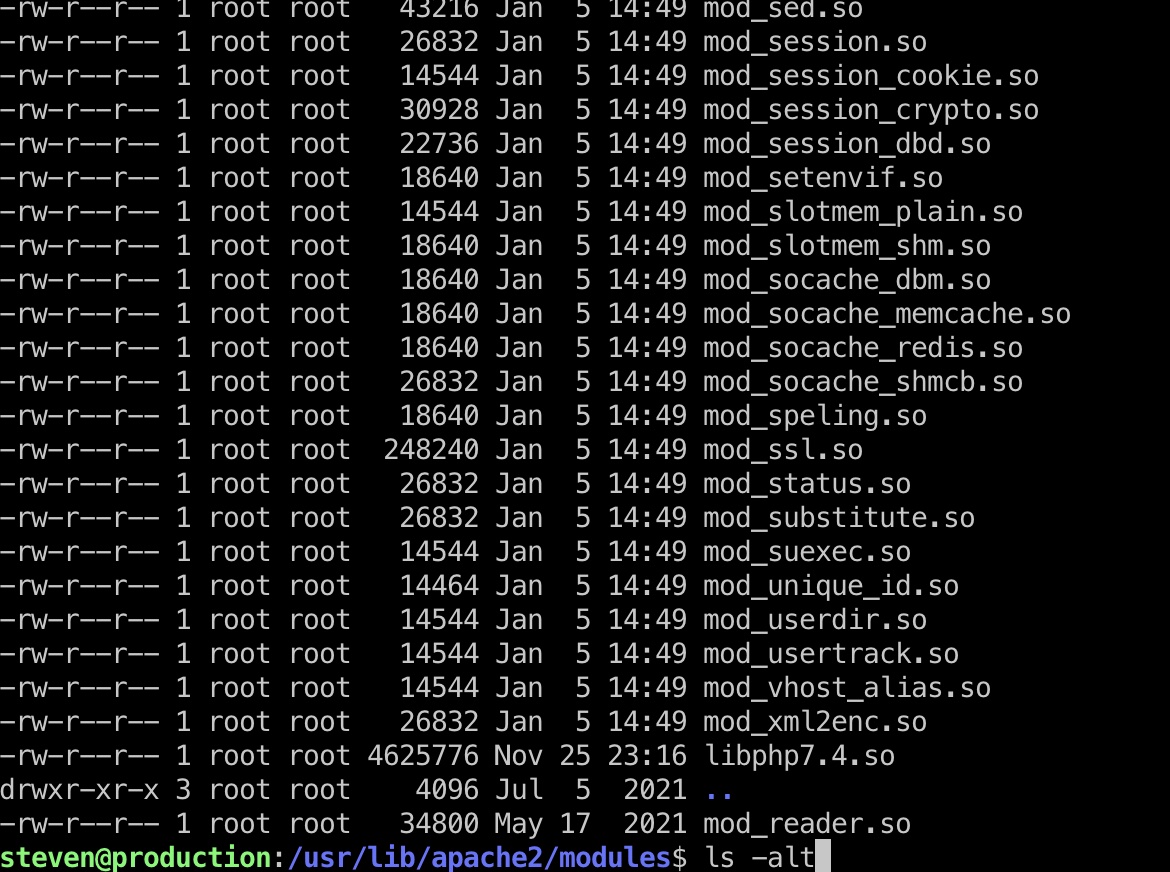 -rw-r--r-- 1 root root   43216 Jan  5 14:49 mod_sed.so
-rw-r--r-- 1 root root   26832 Jan  5 14:49 mod_session.so
-rw-r--r-- 1 root root   14544 Jan  5 14:49 mod_session_cookie.so
-rw-r--r-- 1 root root   30928 Jan  5 14:49 mod_session_crypto.so
-rw-r--r-- 1 root root   22736 Jan  5 14:49 mod_session_dbd.so
-rw-r--r-- 1 root root   18640 Jan  5 14:49 mod_setenvif.so
-rw-r--r-- 1 root root   14544 Jan  5 14:49 mod_slotmem_plain.so
-rw-r--r-- 1 root root   18640 Jan  5 14:49 mod_slotmem_shm.so
-rw-r--r-- 1 root root   18640 Jan  5 14:49 mod_socache_dbm.so
-rw-r--r-- 1 root root   18640 Jan  5 14:49 mod_socache_memcache.so
-rw-r--r-- 1 root root   18640 Jan  5 14:49 mod_socache_redis.so
-rw-r--r-- 1 root root   26832 Jan  5 14:49 mod_socache_shmcb.so
-rw-r--r-- 1 root root   18640 Jan  5 14:49 mod_speling.so
-rw-r--r-- 1 root root  248240 Jan  5 14:49 mod_ssl.so
-rw-r--r-- 1 root root   26832 Jan  5 14:49 mod_status.so
-rw-r--r-- 1 root root   26832 Jan  5 14:49 mod_substitute.so
-rw-r--r-- 1 root root   14544 Jan  5 14:49 mod_suexec.so
-rw-r--r-- 1 root root   14464 Jan  5 14:49 mod_unique_id.so
-rw-r--r-- 1 root root   14544 Jan  5 14:49 mod_userdir.so
-rw-r--r-- 1 root root   14544 Jan  5 14:49 mod_usertrack.so
-rw-r--r-- 1 root root   14544 Jan  5 14:49 mod_vhost_alias.so
-rw-r--r-- 1 root root   26832 Jan  5 14:49 mod_xml2enc.so
-rw-r--r-- 1 root root 4625776 Nov 25 23:16 libphp7.4.so
drwxr-xr-x 3 root root    4096 Jul  5  2021 ..
-rw-r--r-- 1 root root   34800 May 17  2021 mod_reader.so
steven@production:/usr/lib/apache2/modules$ ls -alt